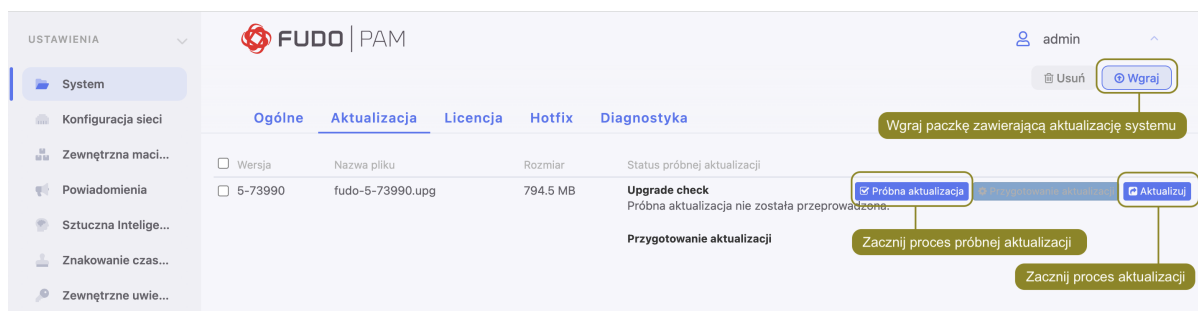 USTAWIENIA
FUDO | PAM
admin
System
Usuń
Wgraj
Konfiguracja sieci
Ogólne Aktualizacja Licencja Hotfix Diagnostyka
Wgraj paczkę zawierającą aktualizację systemu
Zewnętrzna maci...
Wersja Nazwa pliku Rozmiar Status próbnej aktualizacji
Powiadomienia
5-73990 fudo-5-73990.upg 794.5 MB Upgrade check
Próbna aktualizacja Przygotowanie aktualizacji Aktualizuj
Próbna aktualizacja nie została przeprowadzona.
Sztuczna Intelige...
Przygotowanie aktualizacji
Zacznij proces próbnej aktualizacji
Znakowanie czas...
Zacznij proces aktualizacji
Zewnętrzne uwie...